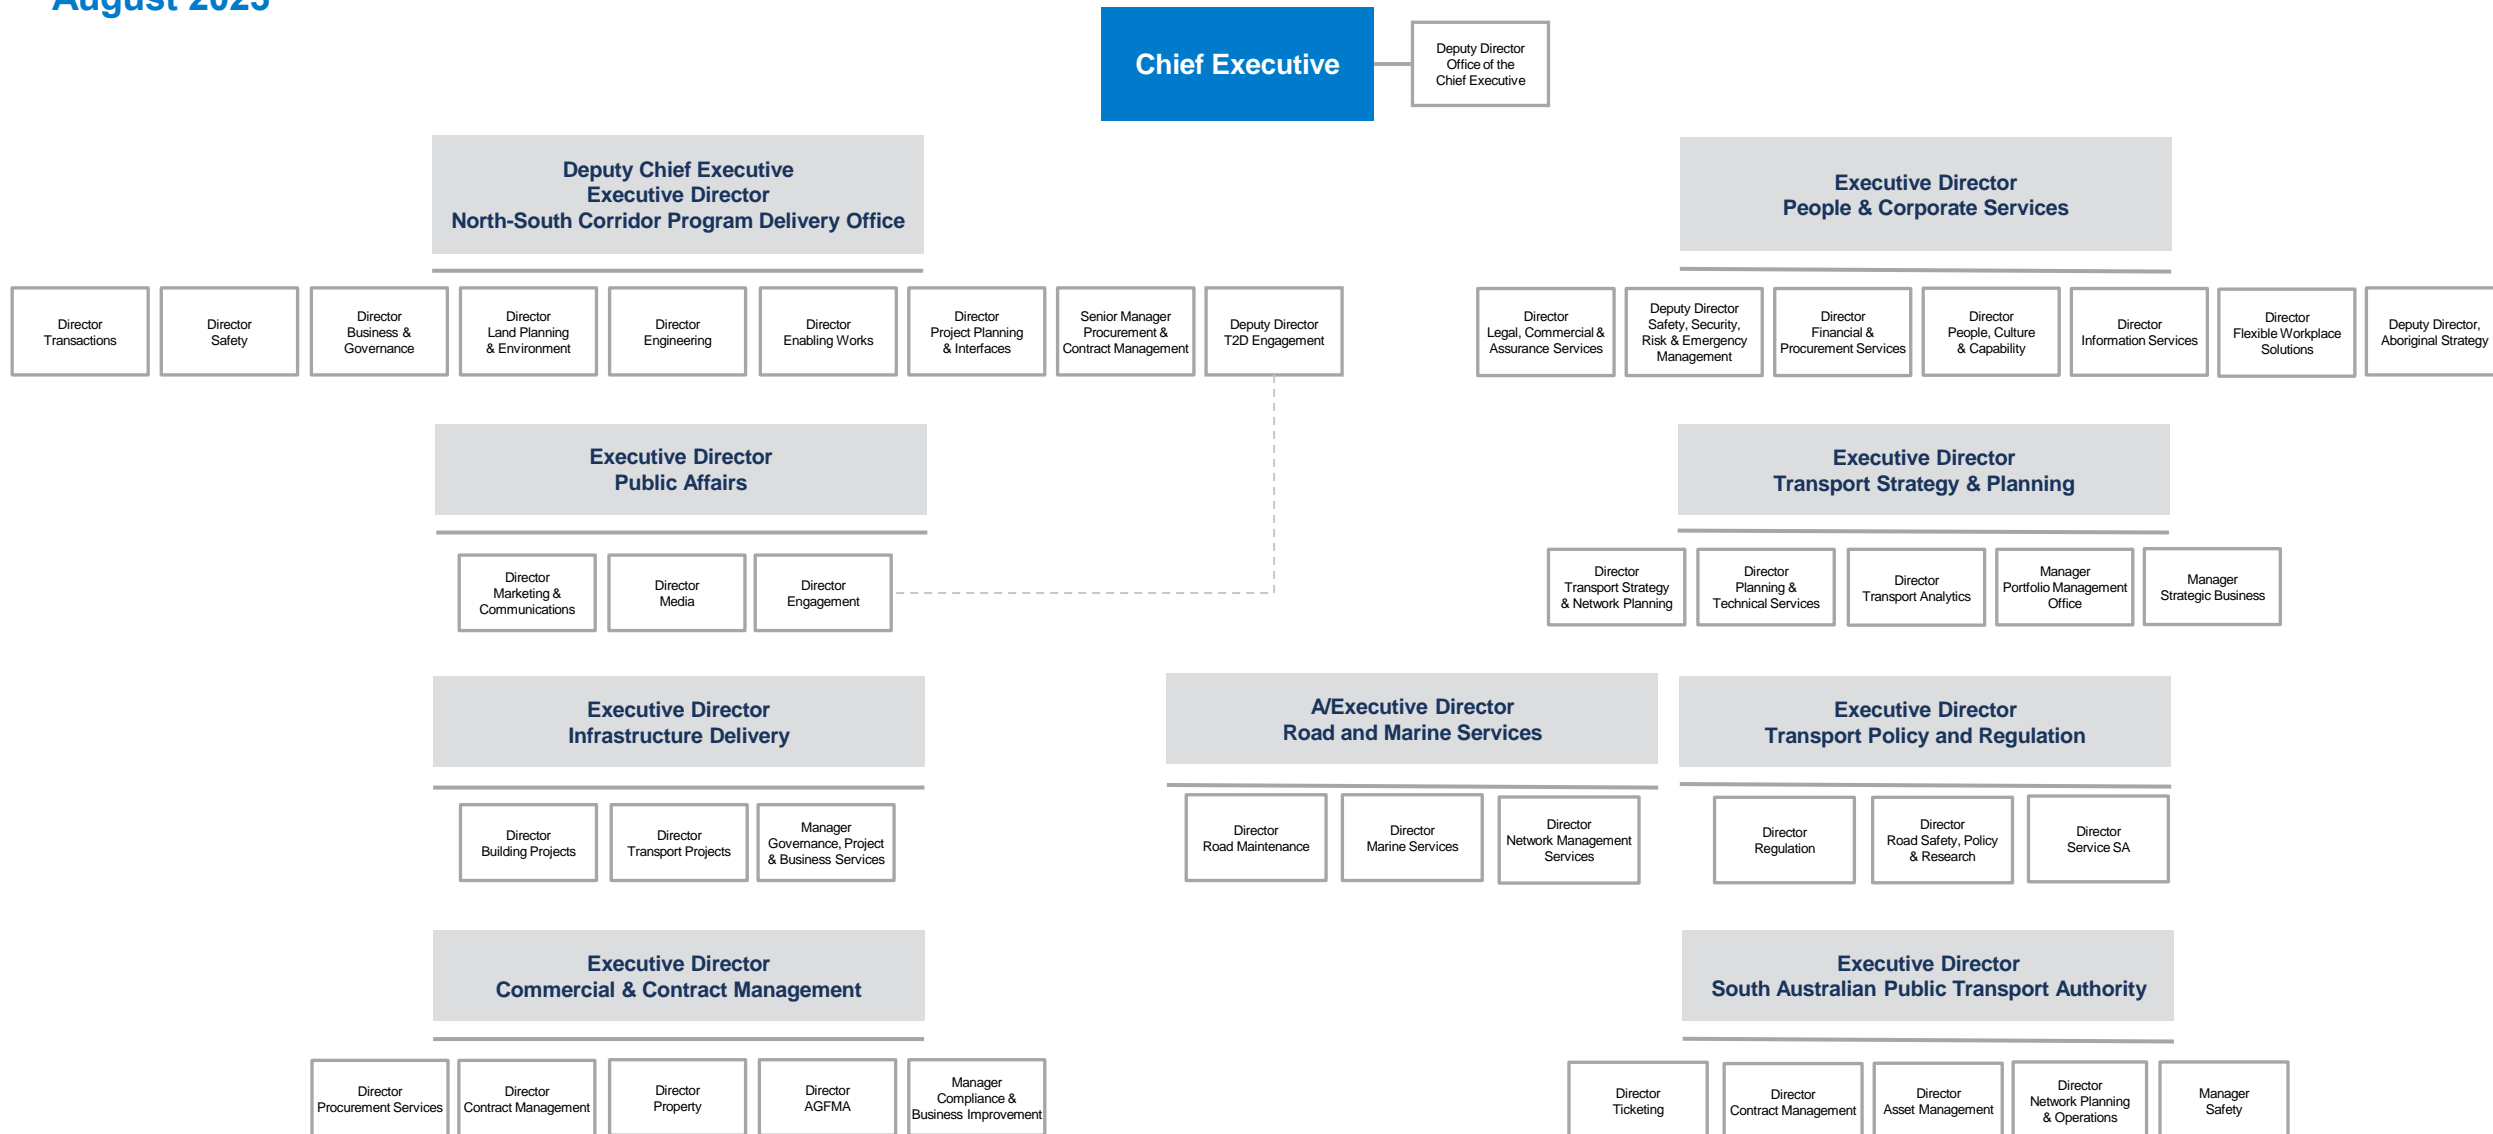 August 2023
Chief Executive
Deputy Director
Office of the
Chief Executive
Deputy Chief Executive
Executive Director
North-South Corridor Program Delivery Office
Executive Director
People & Corporate Services
Director
Transactions
Director
Safety
Director
Business &
Governance
Director
Land Planning
& Environment
Director
Engineering
Director
Enabling Works
Director
Project Planning
& Interfaces
Senior Manager
Procurement &
Contract Management
Deputy Director
T2D Engagement
Director
Legal, Commercial &
Assurance Services
Deputy Director
Safety, Security,
Risk & Emergency
Management
Director
Financial &
Procurement Services
Director
People, Culture
& Capability
Director
Information Services
Director
Flexible Workplace
Solutions
Deputy Director,
Aboriginal Strategy
Executive Director
Public Affairs
Executive Director
Transport Strategy & Planning
Director
Marketing &
Communications
Director
Media
Director
Engagement
Director
Transport Strategy
& Network Planning
Director
Planning &
Technical Services
Director
Transport Analytics
Manager
Portfolio Management
Office
Manager
Strategic Business
Executive Director
Infrastructure Delivery
A/Executive Director
Road and Marine Services
Executive Director
Transport Policy and Regulation
Director
Building Projects
Director
Transport Projects
Manager
Governance, Project
& Business Services
Director
Road Maintenance
Director
Marine Services
Director
Network Management
Services
Director
Regulation
Director
Road Safety, Policy
& Research
Director
Service SA
Executive Director
Commercial & Contract Management
Executive Director
South Australian Public Transport Authority
Director
Procurement Services
Director
Contract Management
Director
Property
Director
AGFMA
Manager
Compliance &
Business Improvement
Director
Ticketing
Director
Contract Management
Director
Asset Management
Director
Network Planning
& Operations
Manager
Safety